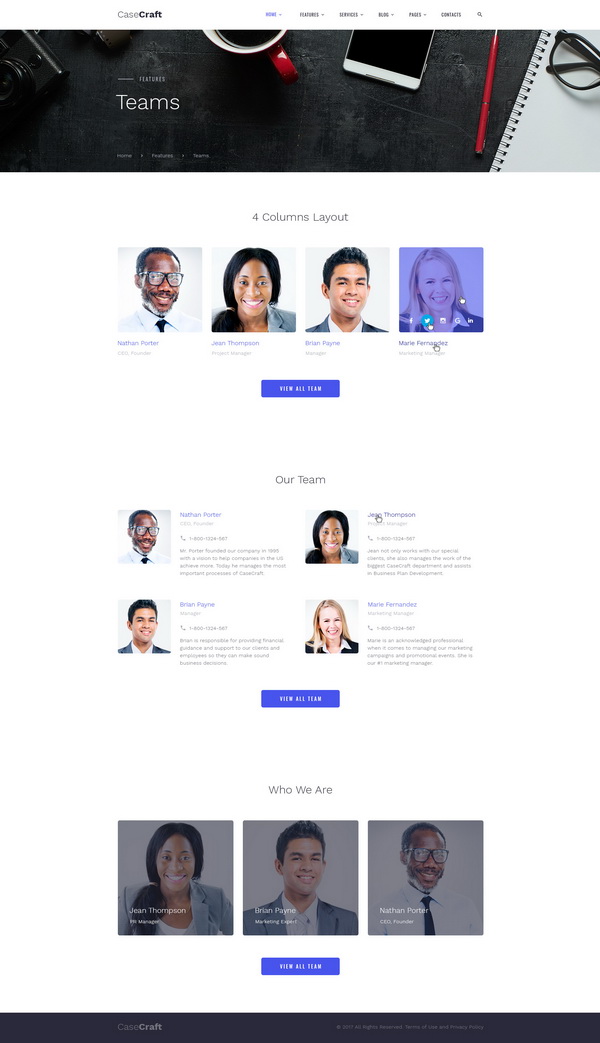 CaseCraft
HOME
FEATURES
SERVICES
BLOG
PAGES
CONTACTS
FEATURES
Teams
Home
Features
Teams
4 Columns Layout
Nathan Porter
CEO, Founder
Jean Thompson
Project Manager
Brian Payne
Manager
Marie Fernandez
Marketing Manager
VIEW ALL TEAM
Our Team
Nathan Porter
CEO, Founder
1-800-1324-567
Mr. Porter founded our company in 1995
with a vision to help companies in the US
achieve more. Today he manages the most
important processes of CaseCraft.
Jean Thompson
Project Manager
1-800-1324-567
Jean not only works with our special
clients, she also manages the work of the
biggest CaseCraft department and assists
in Business Plan Development.
Brian Payne
Manager
1-800-1324-567
Brian is responsible for providing financial
guidance and support to our clients and
employees so they can make sound
business decisions.
Marie Fernandez
Marketing Manager
1-800-1324-567
Marie is an acknowledged professional
when it comes to managing our marketing
campaigns and promotional events. She is
our #1 marketing manager.
VIEW ALL TEAM
Who We Are
Jean Thompson
PR Manager
Brian Payne
Marketing Expert
Nathan Porter
CEO, Founder
VIEW ALL TEAM
CaseCraft
© 2017 All Rights Reserved. Terms of Use and Privacy Policy